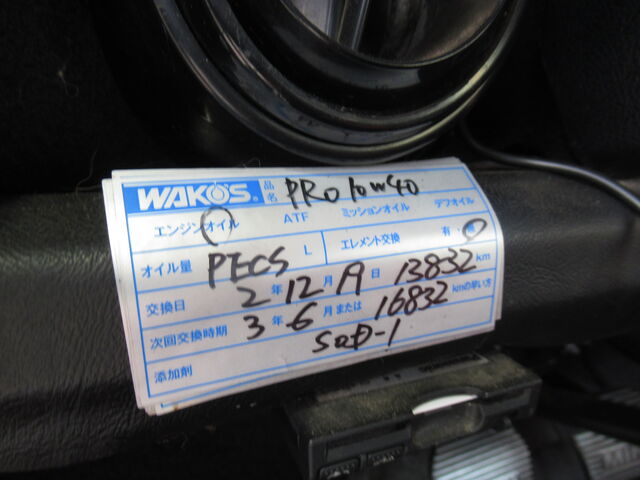 WAKO'S. 品名 PRO 10W40
エンジンオイル ATF ミッションオイル デフオイル
オイル量 PECS L エレメント交換 有・無
交換日 2年 12月 19日 13832 km
次回交換時期 3年 6月または 16832 kmの早い方
添加剤